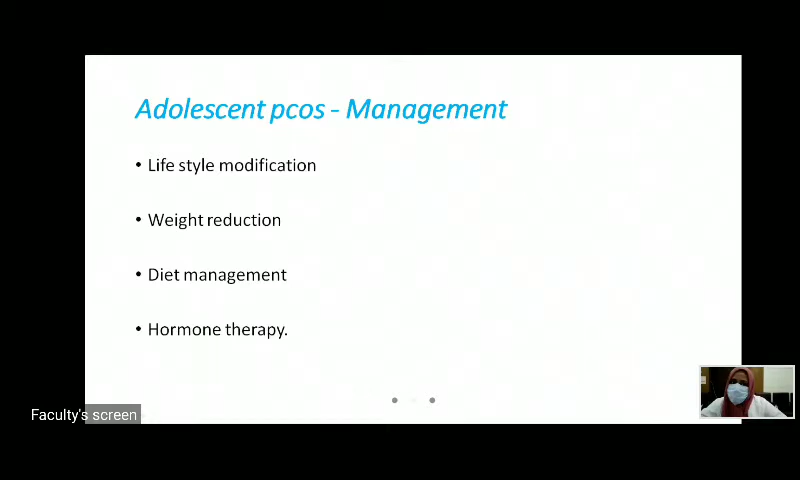 Adolescent pcos - Management
• Life style modification
• Weight reduction
• Diet management
• Hormone therapy.
Faculty's screen